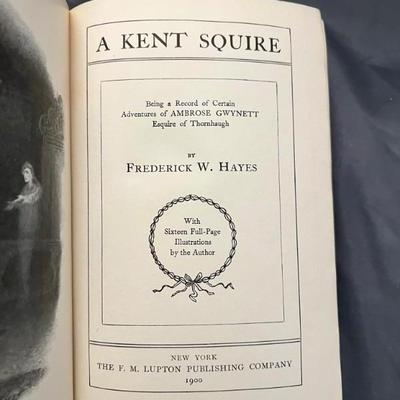 A KENT SQUIRE
Being a Record of Certain
Adventures of AMBROSE GWYNETT
Esquire of Thornhaugh
BY
FREDERICK W. HAYES
With
Sixteen Full-Page
Illustrations
by the Author
NEW YORK
THE F. M. LUPTON PUBLISHING COMPANY
1900